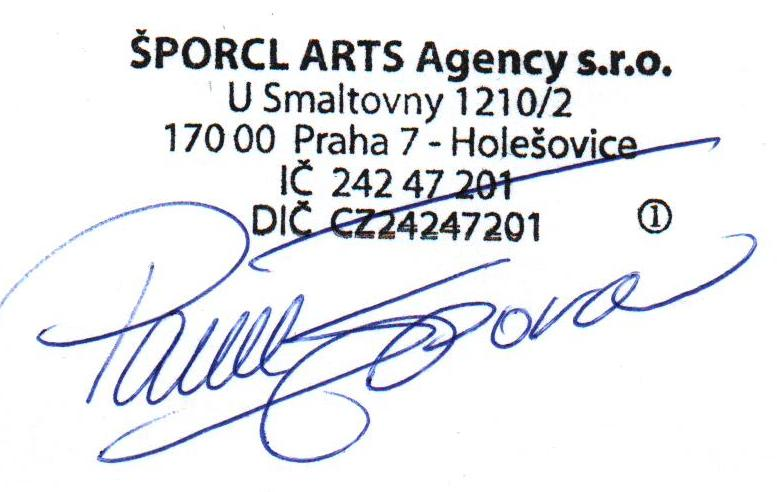 ŠPORCL ARTS Agency s.r.o.
U Smaltovny 1210/2
170 00 Praha 7 - Holešovice
IČ 242 47 201
DIČ CZ24247201 ①